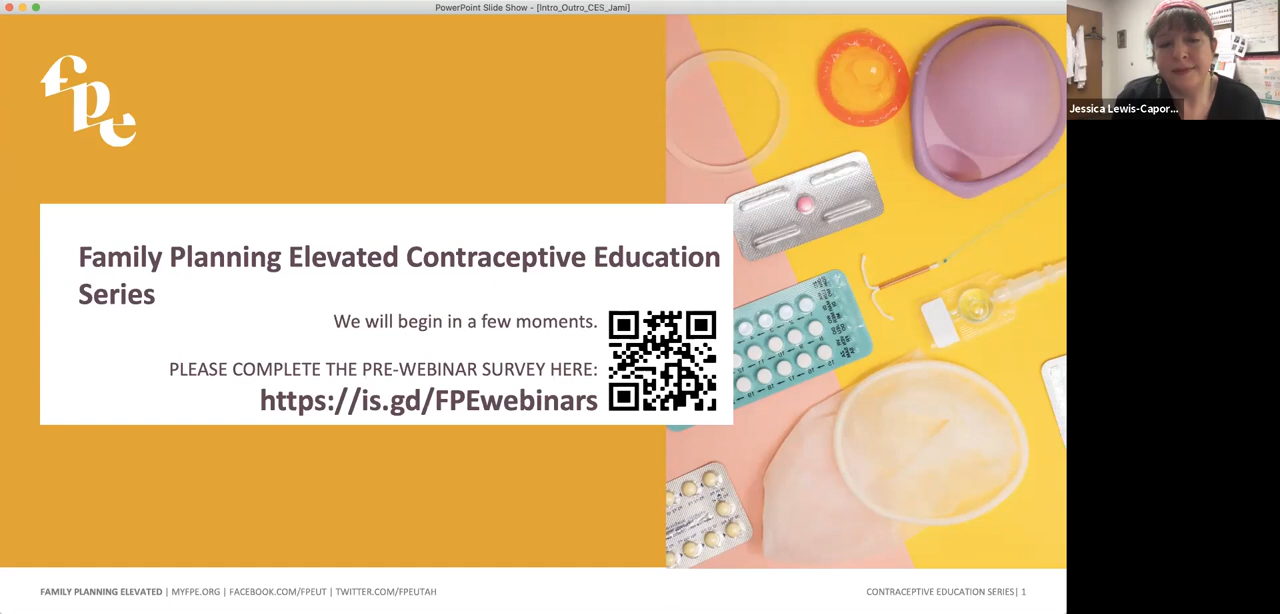 PowerPoint Slide Show - [Intro_Outro_CES_Jami]
fpe
Jessica Lewis-Capor...
Family Planning Elevated Contraceptive Education
Series
We will begin in a few moments.
PLEASE COMPLETE THE PRE-WEBINAR SURVEY HERE:
https://is.gd/FPEwebinars
FAMILY PLANNING ELEVATED | MYFPE.ORG | FACEBOOK.COM/FPEUT | TWITTER.COM/FPEUTAH
CONTRACEPTIVE EDUCATION SERIES| 1